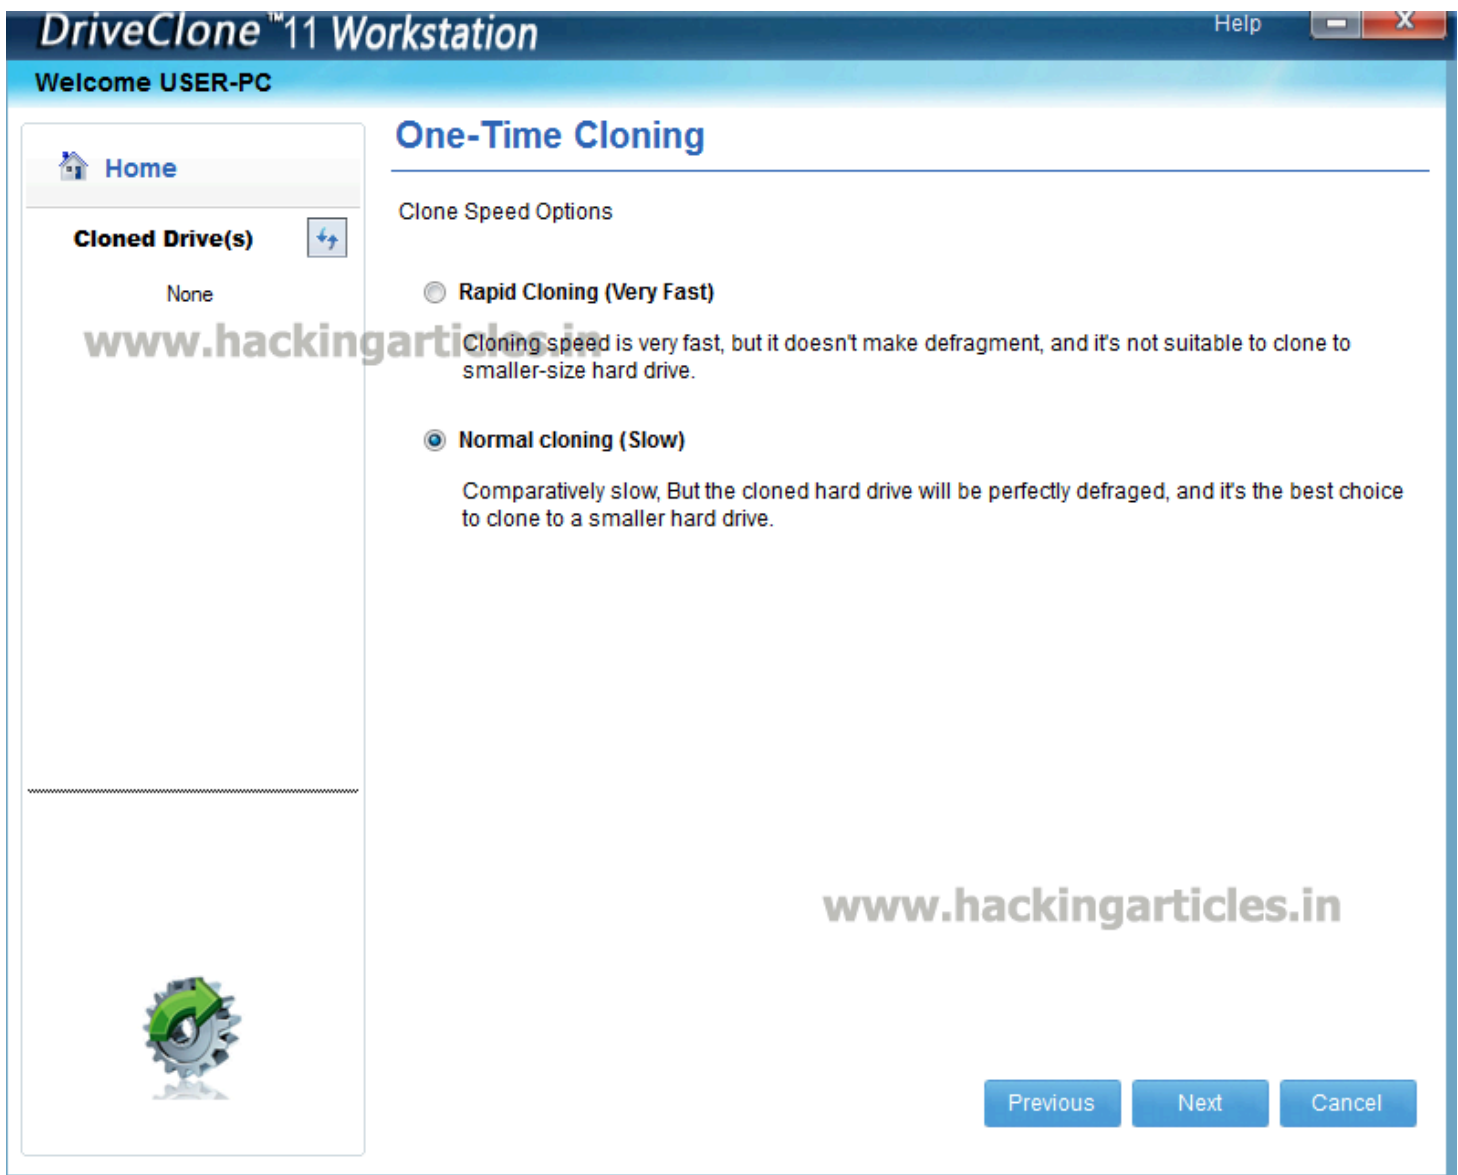 DriveClone™11 Workstation
Help
Welcome USER-PC
Home
Cloned Drive(s)
None
One-Time Cloning
Clone Speed Options
Rapid Cloning (Very Fast)
Cloning speed is very fast, but it doesn't make defragment, and it's not suitable to clone to
smaller-size hard drive.
Normal cloning (Slow)
Comparatively slow, But the cloned hard drive will be perfectly defraged, and it's the best choice
to clone to a smaller hard drive.
www.hackingarticles.in
www.hackingarticles.in
Previous
Next
Cancel